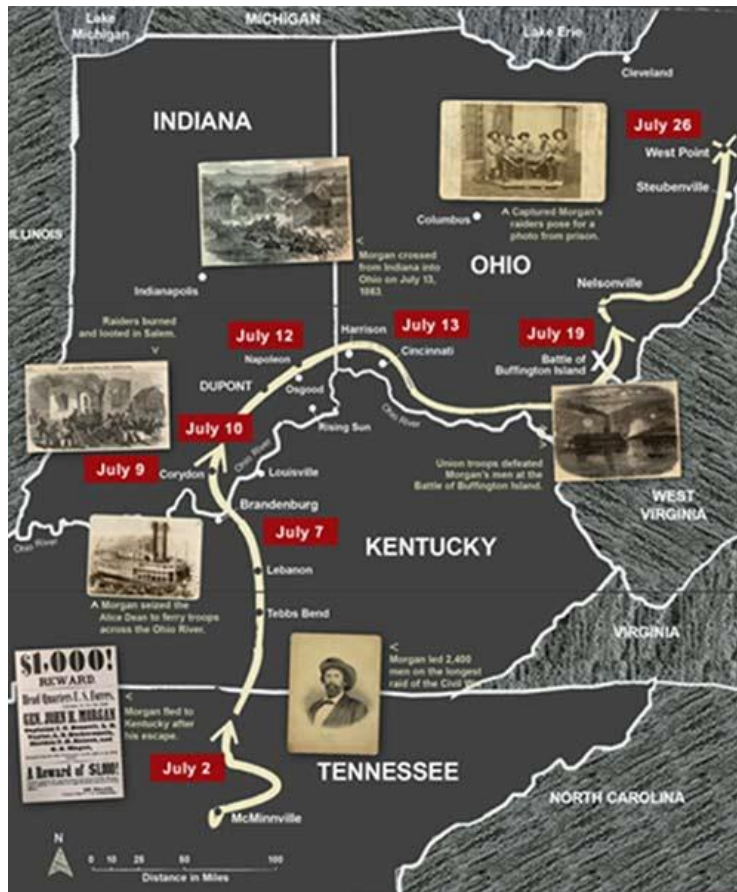 Lake
Michigan
MICHIGAN
Lake Erie
Cleveland
INDIANA
July 26
West Point
Steubenville
Columbus
^ Captured Morgan's
raiders pose for a
photo from prison.
ILLINOIS
<
Morgan crossed
from Indiana into
Ohio on July 13,
1863.
OHIO
Indianapolis
Nelsonville
Raiders burned
and looted in Salem.
July 12
Harrison
July 13
July 19
Napoleon
Cincinnati
Battle of
Buffington Island
DUPONT
Osgood
Rising Sun
Ohio River
July 10
Ohio River
July 9
Corydon
Louisville
Union troops defeated
Morgan's men at the
Battle of Buffington Island.
WEST
VIRGINIA
Brandenburg
July 7
Ohio River
KENTUCKY
Lebanon
^ Morgan seized the
Alice Dean to ferry troops
across the Ohio River.
Tebbs Bend
VIRGINIA
$1,000!
REWARD.
Head Quarters U. S. Forces,
GEN. JOHN H. MORGAN
A Reward of $1,000!
<
Morgan led 2,400
men on the longest
raid of the Civil
<
Morgan fled to
Kentucky after
his escape.
July 2
TENNESSEE
NORTH CAROLINA
McMinnville
N
0 10 25 50 100
Distance in Miles